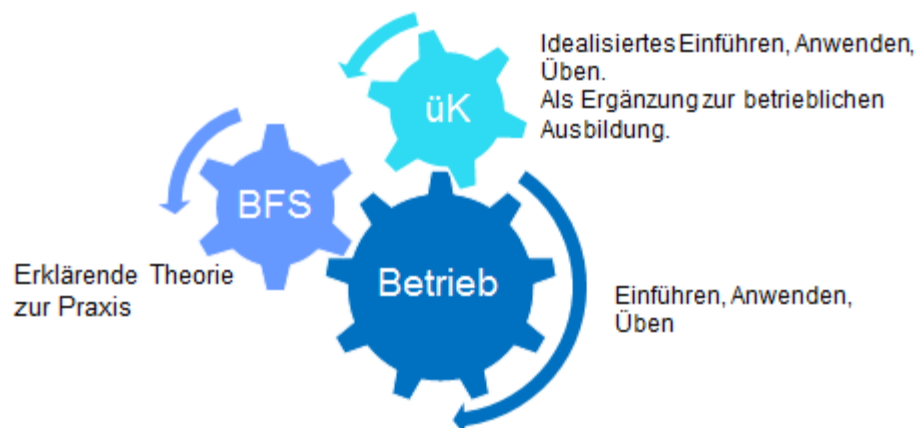 Idealisiertes Einführen, Anwenden,
Üben.
Als Ergänzung zur betrieblichen
Ausbildung.
üK
BFS
Betrieb
Erklärende Theorie
zur Praxis
Einführen, Anwenden,
Üben